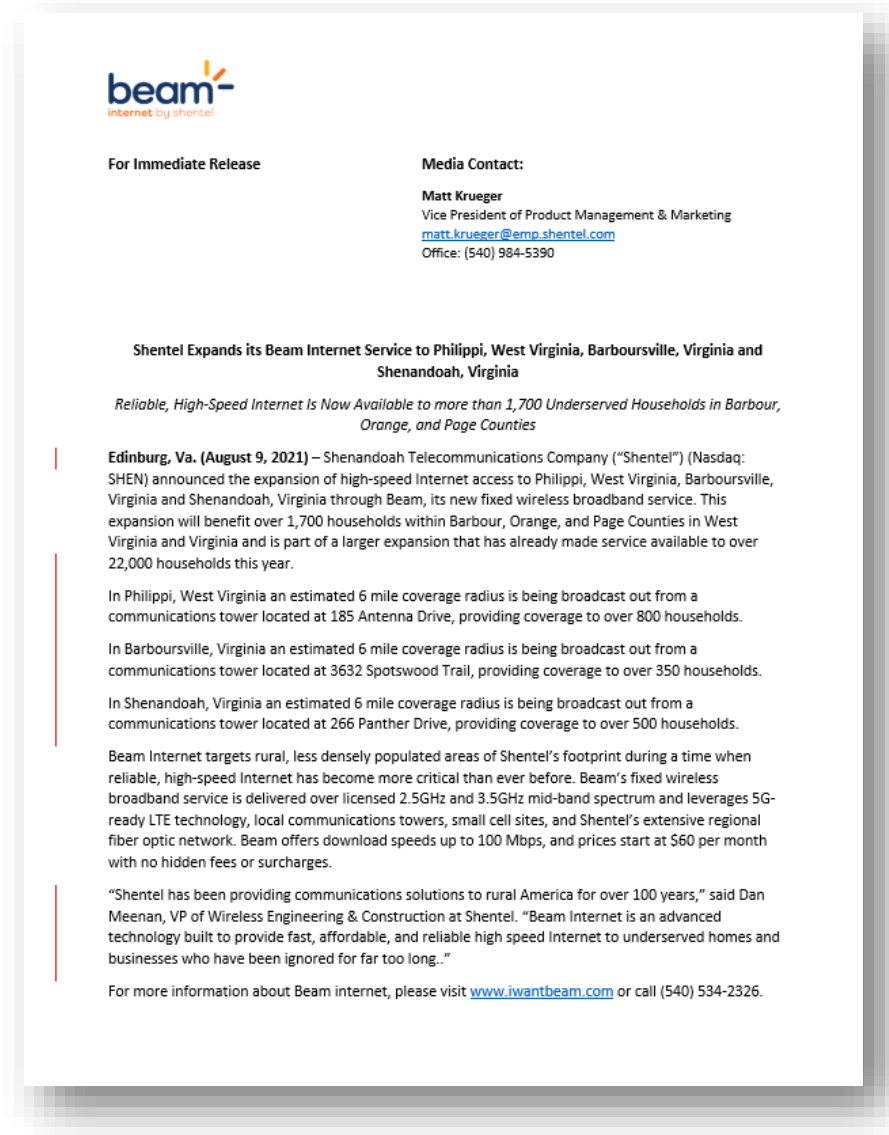 beam
internet by shentel
For Immediate Release
Media Contact:
Matt Krueger
Vice President of Product Management & Marketing
matt.krueger@emp.shentel.com
Office: (540) 984-5390
Shentel Expands its Beam Internet Service to Philippi, West Virginia, Barboursville, Virginia and
Shenandoah, Virginia
Reliable, High-Speed Internet Is Now Available to more than 1,700 Underserved Households in Barbour,
Orange, and Page Counties
Edinburg, Va. (August 9, 2021) – Shenandoah Telecommunications Company (“Shentel”) (Nasdaq:
SHEN) announced the expansion of high-speed Internet access to Philippi, West Virginia, Barboursville,
Virginia and Shenandoah, Virginia through Beam, its new fixed wireless broadband service. This
expansion will benefit over 1,700 households within Barbour, Orange, and Page Counties in West
Virginia and Virginia and is part of a larger expansion that has already made service available to over
22,000 households this year.
In Philippi, West Virginia an estimated 6 mile coverage radius is being broadcast out from a
communications tower located at 185 Antenna Drive, providing coverage to over 800 households.
In Barboursville, Virginia an estimated 6 mile coverage radius is being broadcast out from a
communications tower located at 3632 Spotswood Trail, providing coverage to over 350 households.
In Shenandoah, Virginia an estimated 6 mile coverage radius is being broadcast out from a
communications tower located at 266 Panther Drive, providing coverage to over 500 households.
Beam Internet targets rural, less densely populated areas of Shentel’s footprint during a time when
reliable, high-speed Internet has become more critical than ever before. Beam’s fixed wireless
broadband service is delivered over licensed 2.5GHz and 3.5GHz mid-band spectrum and leverages 5G-
ready LTE technology, local communications towers, small cell sites, and Shentel’s extensive regional
fiber optic network. Beam offers download speeds up to 100 Mbps, and prices start at $60 per month
with no hidden fees or surcharges.
“Shentel has been providing communications solutions to rural America for over 100 years,” said Dan
Meenan, VP of Wireless Engineering & Construction at Shentel. “Beam Internet is an advanced
technology built to provide fast, affordable, and reliable high speed Internet to underserved homes and
businesses who have been ignored for far too long..”
For more information about Beam internet, please visit www.iwantbeam.com or call (540) 534-2326.